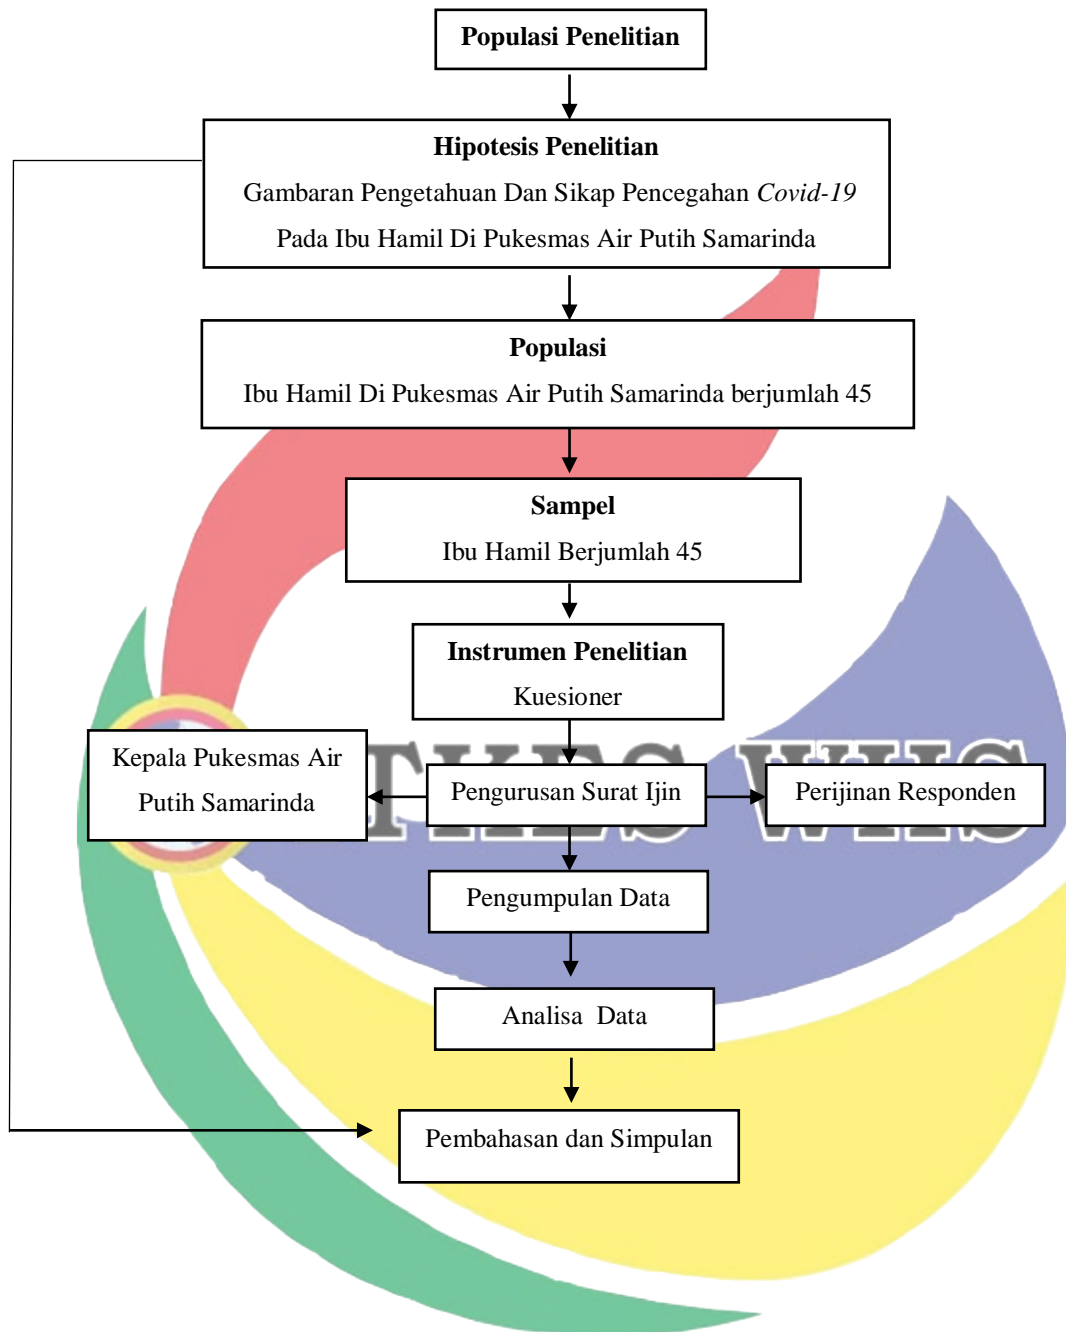 Populasi Penelitian
Hipotesis Penelitian
Gambaran Pengetahuan Dan Sikap Pencegahan Covid-19
Pada Ibu Hamil Di Pukesmas Air Putih Samarinda
Populasi
Ibu Hamil Di Pukesmas Air Putih Samarinda berjumlah 45
Sampel
Ibu Hamil Berjumlah 45
Instrumen Penelitian
Kuesioner
Kepala Pukesmas Air
Putih Samarinda
Pengurusan Surat Ijin
Perijinan Responden
Pengumpulan Data
Analisa  Data
Pembahasan dan Simpulan